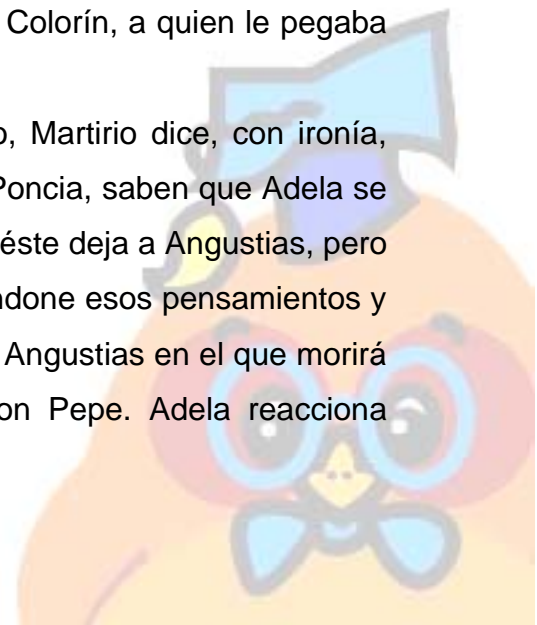 Colorín, a quien le pegaba
o, Martirio dice, con ironía,
Poncia, saben que Adela se
éste deja a Angustias, pero
ndone esos pensamientos y
Angustias en el que morirá
on Pepe. Adela reacciona